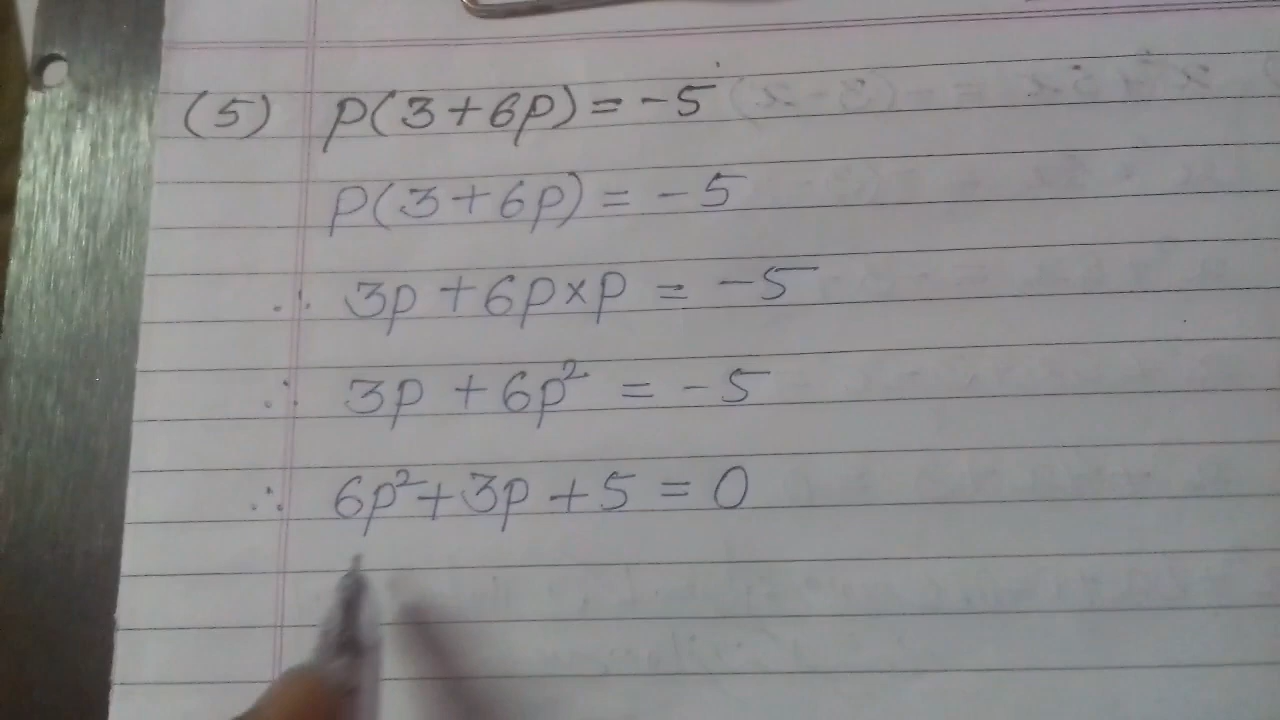 (5) p(3+6p) = -5
p(3+6p) = -5
∴ 3p + 6p×p = -5
∴ 3p + 6p² = -5
∴ 6p² + 3p + 5 = 0